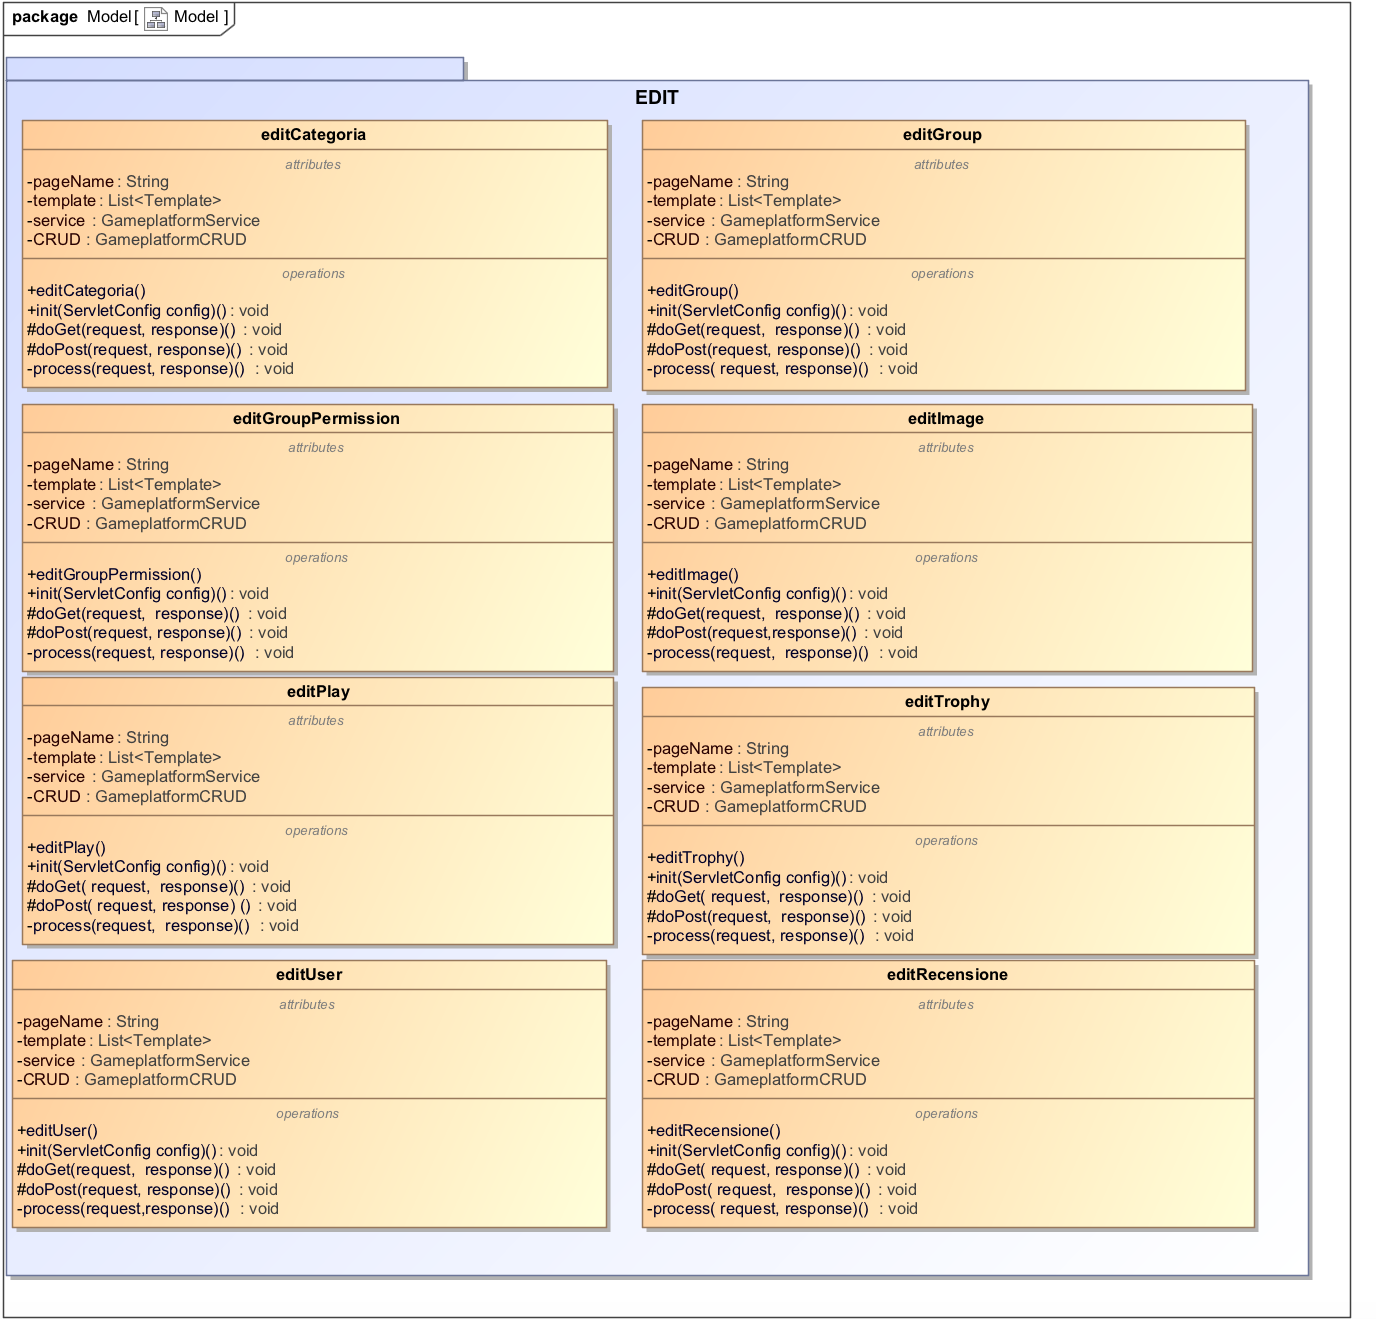 package Model [ Model ]
EDIT
editCategoria
attributes
-pageName : String
-template : List<Template>
-service : GameplatformService
-CRUD : GameplatformCRUD
operations
+editCategoria()
+init(ServletConfig config)() : void
#doGet(request, response)() : void
#doPost(request, response)() : void
-process(request, response)() : void
editGroup
attributes
-pageName : String
-template : List<Template>
-service : GameplatformService
-CRUD : GameplatformCRUD
operations
+editGroup()
+init(ServletConfig config)() : void
#doGet(request, response)() : void
#doPost(request, response)() : void
-process( request, response)() : void
editGroupPermission
attributes
-pageName : String
-template : List<Template>
-service : GameplatformService
-CRUD : GameplatformCRUD
operations
+editGroupPermission()
+init(ServletConfig config)() : void
#doGet(request, response)() : void
#doPost(request, response)() : void
-process(request, response)() : void
editImage
attributes
-pageName : String
-template : List<Template>
-service : GameplatformService
-CRUD : GameplatformCRUD
operations
+editImage()
+init(ServletConfig config)() : void
#doGet(request, response)() : void
#doPost(request,response)() : void
-process(request, response)() : void
editPlay
attributes
-pageName : String
-template : List<Template>
-service : GameplatformService
-CRUD : GameplatformCRUD
operations
+editPlay()
+init(ServletConfig config)() : void
#doGet( request, response)() : void
#doPost( request, response) () : void
-process(request, response)() : void
editTrophy
attributes
-pageName : String
-template : List<Template>
-service : GameplatformService
-CRUD : GameplatformCRUD
operations
+editTrophy()
+init(ServletConfig config)() : void
#doGet( request, response)() : void
#doPost(request, response)() : void
-process(request, response)() : void
editUser
attributes
-pageName : String
-template : List<Template>
-service : GameplatformService
-CRUD : GameplatformCRUD
operations
+editUser()
+init(ServletConfig config)() : void
#doGet(request, response)() : void
#doPost(request, response)() : void
-process(request,response)() : void
editRecensione
attributes
-pageName : String
-template : List<Template>
-service : GameplatformService
-CRUD : GameplatformCRUD
operations
+editRecensione()
+init(ServletConfig config)() : void
#doGet( request, response)() : void
#doPost( request, response)() : void
-process( request, response)() : void